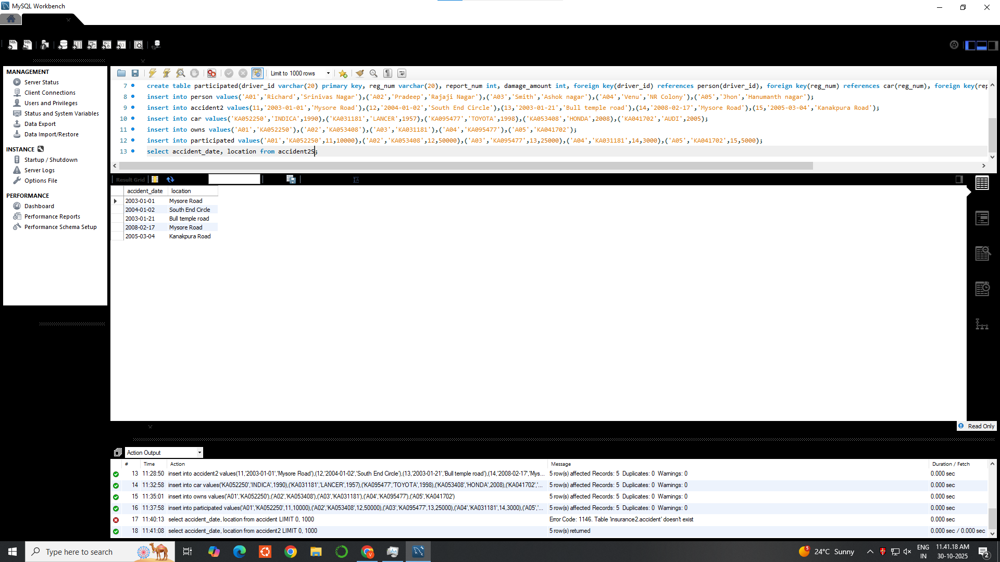 MySQL Workbench
MANAGEMENT
Server Status
Client Connections
Users and Privileges
Status and System Variables
Data Export
Data Import/Restore
INSTANCE
Startup / Shutdown
Server Logs
Options File
PERFORMANCE
Dashboard
Performance Reports
Performance Schema Setup
Limit to 1000 rows
7 create table participated(driver_id varchar(20) primary key, reg_num varchar(20), report_num int, damage_amount int, foreign key(driver_id) references person(driver_id), foreign key(reg_num) references car(reg_num), foreign key(rep
8 insert into person values('A01','Richard','Srinivas Nagar'),('A02','Pradeep','Rajaji Nagar'),('A03','Smith','Ashok nagar'),('A04','Venu','NR Colony'),('A05','Jhon','Hanumanth nagar');
9 insert into accident2 values(11,'2003-01-01','Mysore Road'),(12,'2004-01-02','South End Circle'),(13,'2003-01-21','Bull temple road'),(14,'2008-02-17','Mysore Road'),(15,'2005-03-04','Kanakpura Road');
10 insert into car values('KA052250','INDICA',1990),('KA031181','LANCER',1957),('KA095477','TOYOTA',1998),('KA053408','HONDA',2008),('KA041702','AUDI',2005);
11 insert into owns values('A01','KA052250'),('A02','KA053408'),('A03','KA031181'),('A04','KA095477'),('A05','KA041702');
12 insert into participated values('A01','KA052250',11,10000),('A02','KA053408',12,50000),('A03','KA095477',13,25000),('A04','KA031181',14,3000),('A05','KA041702',15,5000);
13 select accident_date, location from accident2S;
Result Grid
accident_date location
2003-01-01 Mysore Road
2004-01-02 South End Circle
2003-01-21 Bull temple road
2008-02-17 Mysore Road
2005-03-04 Kanakpura Road
Read Only
Action Output
# Time Action Message Duration / Fetch
13 11:28:50 insert into accident2 values(11,'2003-01-01','Mysore Road'),(12,'2004-01-02','South End Circle'),(13,'2003-01-21','Bull temple road'),(14,'2008-02-17','Mys... 5 row(s) affected Records: 5 Duplicates: 0 Warnings: 0 0.000 sec
14 11:32:58 insert into car values('KA052250','INDICA',1990),('KA031181','LANCER',1957),('KA095477','TOYOTA',1998),('KA053408','HONDA',2008),('KA041702','... 5 row(s) affected Records: 5 Duplicates: 0 Warnings: 0 0.000 sec
15 11:35:01 insert into owns values('A01','KA052250'),('A02','KA053408'),('A03','KA031181'),('A04','KA095477'),('A05','KA041702') 5 row(s) affected Records: 5 Duplicates: 0 Warnings: 0 0.000 sec
16 11:37:58 insert into participated values('A01','KA052250',11,10000),('A02','KA053408',12,50000),('A03','KA095477',13,25000),('A04','KA031181',14,3000),('A05','... 5 row(s) affected Records: 5 Duplicates: 0 Warnings: 0 0.000 sec
17 11:40:13 select accident_date, location from accident LIMIT 0, 1000 Error Code: 1146. Table 'insurance2.accident' doesn't exist 0.000 sec
18 11:41:08 select accident_date, location from accident2 LIMIT 0, 1000 5 row(s) returned 0.000 sec / 0.000 sec
Type here to search
5
24°C Sunny
ENG
IN
11.41.18 AM
30-10-2025
2